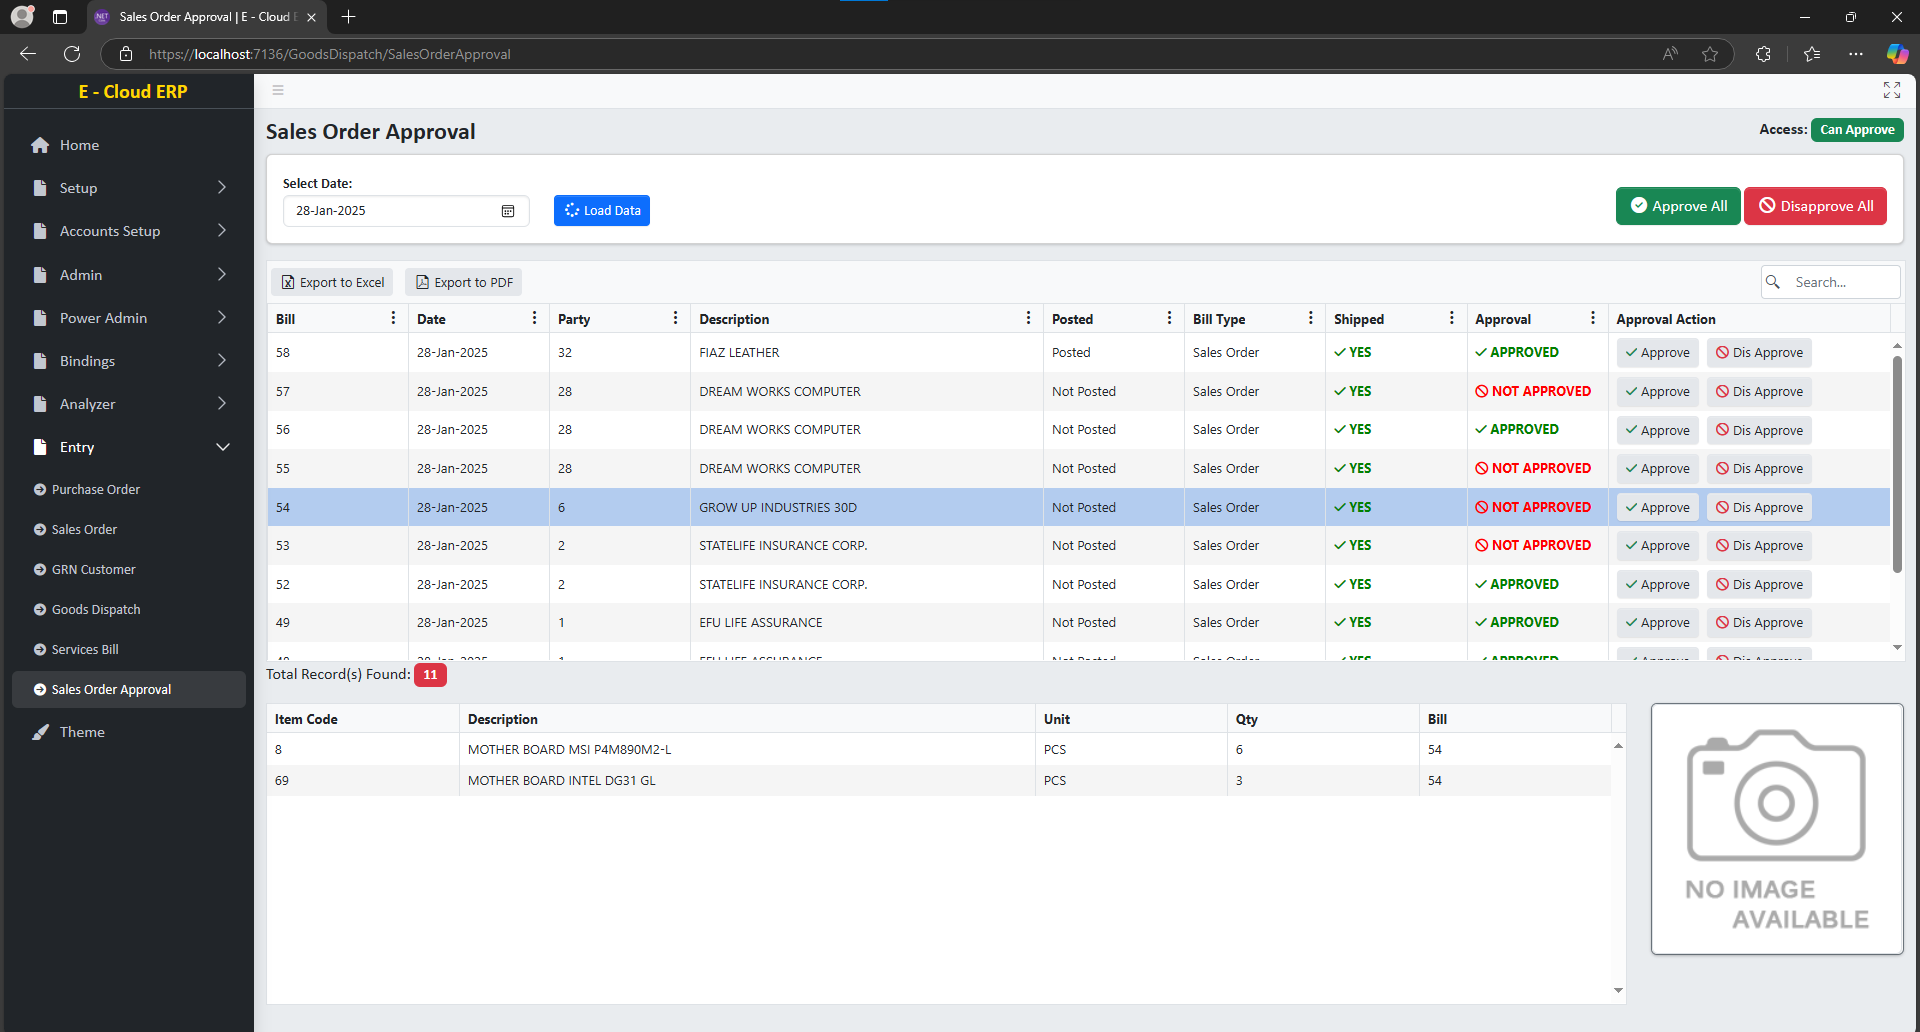 Sales Order Approval | E - Cloud E
https://localhost:7136/GoodsDispatch/SalesOrderApproval
E - Cloud ERP
Home
Setup
Accounts Setup
Admin
Power Admin
Bindings
Analyzer
Entry
Purchase Order
Sales Order
GRN Customer
Goods Dispatch
Services Bill
Sales Order Approval
Theme
Sales Order Approval
Access: Can Approve
Select Date:
28-Jan-2025 Load Data Approve All Disapprove All
Export to Excel Export to PDF Search...
Bill Date Party Description Posted Bill Type Shipped Approval Approval Action
58 28-Jan-2025 32 FIAZ LEATHER Posted Sales Order YES APPROVED Approve Dis Approve
57 28-Jan-2025 28 DREAM WORKS COMPUTER Not Posted Sales Order YES NOT APPROVED Approve Dis Approve
56 28-Jan-2025 28 DREAM WORKS COMPUTER Not Posted Sales Order YES APPROVED Approve Dis Approve
55 28-Jan-2025 28 DREAM WORKS COMPUTER Not Posted Sales Order YES NOT APPROVED Approve Dis Approve
54 28-Jan-2025 6 GROW UP INDUSTRIES 30D Not Posted Sales Order YES NOT APPROVED Approve Dis Approve
53 28-Jan-2025 2 STATELIFE INSURANCE CORP. Not Posted Sales Order YES NOT APPROVED Approve Dis Approve
52 28-Jan-2025 2 STATELIFE INSURANCE CORP. Not Posted Sales Order YES APPROVED Approve Dis Approve
49 28-Jan-2025 1 EFU LIFE ASSURANCE Not Posted Sales Order YES APPROVED Approve Dis Approve
Total Record(s) Found: 11
Item Code Description Unit Qty Bill
8 MOTHER BOARD MSI P4M890M2-L PCS 6 54
69 MOTHER BOARD INTEL DG31 GL PCS 3 54
NO IMAGE
AVAILABLE